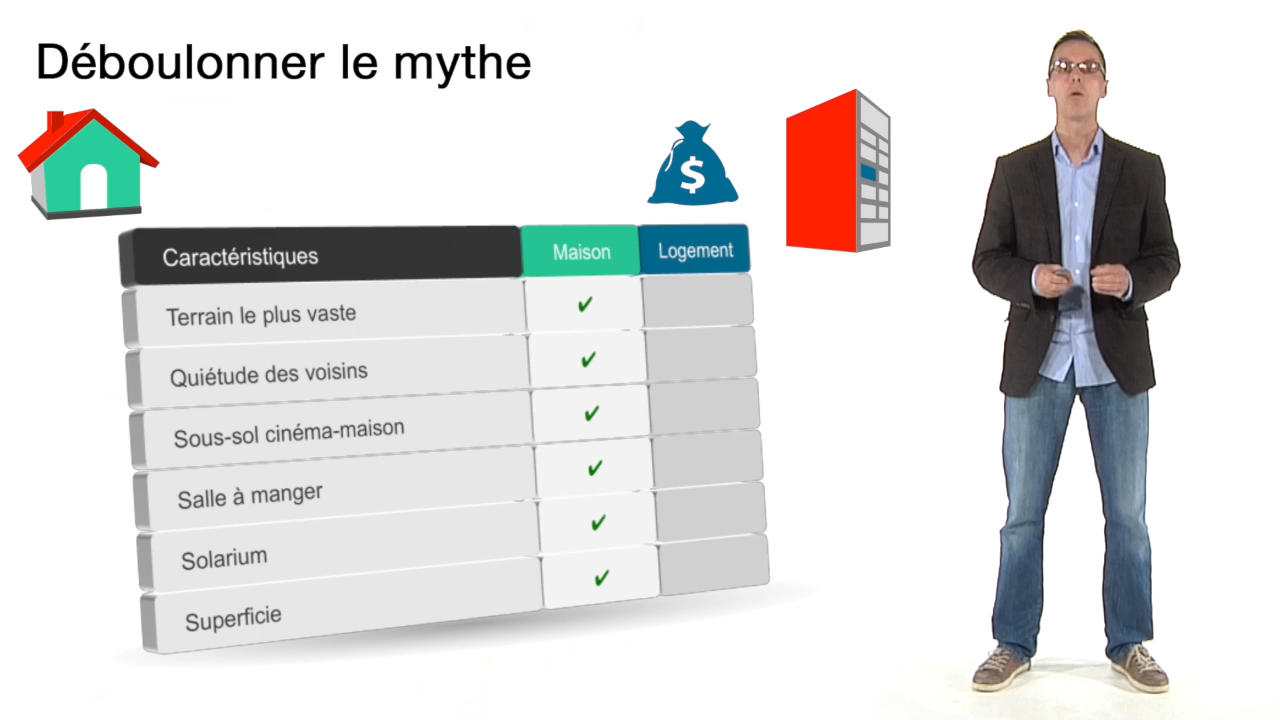 Déboulonner le mythe
$
Caractéristiques Maison Logement
Terrain le plus vaste ✔
Quiétude des voisins ✔
Sous-sol cinéma-maison ✔
Salle à manger ✔
Solarium ✔
Superficie ✔